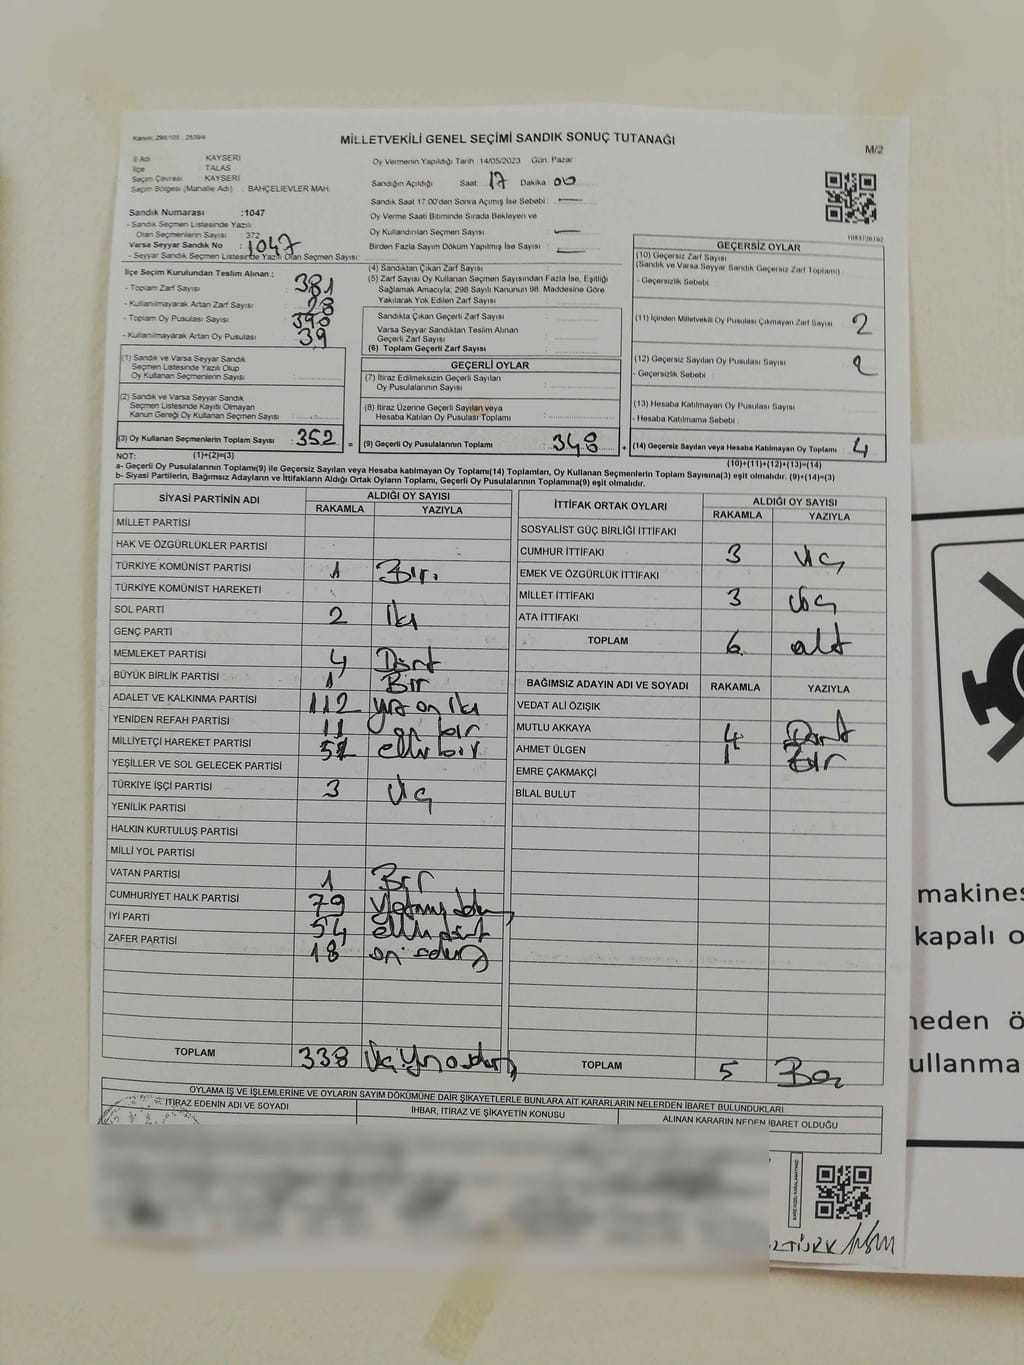 Kanun, 298/105 , 2839/4
MİLLETVEKİLİ GENEL SEÇİMİ SANDIK SONUÇ TUTANAĞI
M/2
İl Adı : KAYSERİ
İlçe : TALAS
Seçim Çevresi : KAYSERİ
Seçim Bölgesi (Mahalle Adı) : BAHÇELİEVLER MAH.
Oy Vermenin Yapıldığı Tarih :14/05/2023 Gün: Pazar
Sandığın Açıldığı Saat 17 Dakika 00
Sandık Saat 17:00'den Sonra Açımış İse Sebebi : —
Oy Verme Saati Bitiminde Sırada Bekleyen ve
Oy Kullandırılan Seçmen Sayısı : —
Birden Fazla Sayım Döküm Yapılmış İse Sayısı : —
Sandık Numarası :1047
- Sandık Seçmen Listesinde Yazılı
Olan Seçmenlerin Sayısı : 372
Varsa Seyyar Sandık No : 1047
- Seyyar Sandık Seçmen Listesinde Yazılı Olan Seçmen Sayısı:
İlçe Seçim Kurulundan Teslim Alınan ;
- Toplam Zarf Sayısı : 381
- Kullanılmayarak Artan Zarf Sayısı : 28
- Toplam Oy Pusulası Sayısı : 390
- Kullanılmayarak Artan Oy Pusulası : 39
(1) Sandık ve Varsa Seyyar Sandık
Seçmen Listesinde Yazılı Olup
Oy Kullanan Seçmenlerin Sayısı :
(2) Sandık ve Varsa Seyyar Sandık
Seçmen Listesinde Kayıtlı Olmayan
Kanun Gereği Oy Kullanan Seçmen Sayısı :
(3) Oy Kullanan Seçmenlerin Toplam Sayısı : 352 =
(4) Sandıktan Çıkan Zarf Sayısı :
(5) Zarf Sayısı Oy Kullanan Seçmen Sayısından Fazla İse, Eşitliği
Sağlamak Amacıyla, 298 Sayılı Kanunun 98. Maddesine Göre
Yakılarak Yok Edilen Zarf Sayısı :
Sandıkta Çıkan Geçerli Zarf Sayısı :
Varsa Seyyar Sandıktan Teslim Alınan
Geçerli Zarf Sayısı :
(6) Toplam Geçerli Zarf Sayısı :
GEÇERLİ OYLAR
(7) İtiraz Edilmeksizin Geçerli Sayılan
Oy Pusulalarının Sayısı :
(8) İtiraz Üzerine Geçerli Sayılan veya
Hesaba Katılan Oy Pusulası Toplamı :
(9) Geçerli Oy Pusulalarının Toplamı : 348 +
GEÇERSİZ OYLAR
(10) Geçersiz Zarf Sayısı :
(Sandık ve Varsa Seyyar Sandık Geçersiz Zarf Toplamı)
- Geçersizlik Sebebi :
(11) İçinden Milletvekili Oy Pusulası Çıkmayan Zarf Sayısı : 2
(12) Geçersiz Sayılan Oy Pusulası Sayısı : 2
- Geçersizlik Sebebi :
(13) Hesaba Katılmayan Oy Pusulası Sayısı :
- Hesaba Katılmama Sebebi :
(14) Geçersiz Sayılan veya Hesaba Katılmayan Oy Toplamı : 4
NOT: (1)+(2)=(3)
(10)+(11)+(12)+(13)=(14)
a- Geçerli Oy Pusulalarının Toplamı(9) ile Geçersiz Sayılan veya Hesaba katılmayan Oy Toplamı(14) Toplamları, Oy Kullanan Seçmenlerin Toplam Sayısına(3) eşit olmalıdır. (9)+(14)=(3)
b- Siyasi Partilerin, Bağımsız Adayların ve İttifakların Aldığı Ortak Oyların Toplamı, Geçerli Oy Pusulalarının Toplamına(9) eşit olmalıdır.
SİYASİ PARTİNİN ADI ALDIĞI OY SAYISI
RAKAMLA YAZIYLA
MİLLET PARTİSİ
HAK VE ÖZGÜRLÜKLER PARTİSİ
TÜRKİYE KOMÜNİST PARTİSİ 1 Bir.
TÜRKİYE KOMÜNİST HAREKETİ
SOL PARTİ 2 iki
GENÇ PARTİ
MEMLEKET PARTİSİ 4 Dört
BÜYÜK BİRLİK PARTİSİ 1 Bir
ADALET VE KALKINMA PARTİSİ 112 yüz on iki
YENİDEN REFAH PARTİSİ 11 on bir
MİLLİYETÇİ HAREKET PARTİSİ 51 elli bir
YEŞİLLER VE SOL GELECEK PARTİSİ
TÜRKİYE İŞÇİ PARTİSİ 3 üç
YENİLİK PARTİSİ
HALKIN KURTULUŞ PARTİSİ
MİLLİ YOL PARTİSİ
VATAN PARTİSİ 1 Bir
CUMHURİYET HALK PARTİSİ 79
İYİ PARTİ 54 elli dört
ZAFER PARTİSİ 18 on sekiz
TOPLAM 338
İTTİFAK ORTAK OYLARI ALDIĞI OY SAYISI
RAKAMLA YAZIYLA
SOSYALİST GÜÇ BİRLİĞİ İTTİFAKI
CUMHUR İTTİFAKI 3 üç
EMEK VE ÖZGÜRLÜK İTTİFAKI
MİLLET İTTİFAKI 3 üç
ATA İTTİFAKI
TOPLAM 6 altı
BAĞIMSIZ ADAYIN ADI VE SOYADI RAKAMLA YAZIYLA
VEDAT ALİ ÖZIŞIK
MUTLU AKKAYA 4 Dört
AHMET ÜLGEN 1 Bir
EMRE ÇAKMAKÇİ
BİLAL BULUT
TOPLAM 5 Beş
OYLAMA İŞ VE İŞLEMLERİNE VE OYLARIN SAYIM DÖKÜMÜNE DAİR ŞİKAYETLERLE BUNLARA AİT KARARLARIN NELERDEN İBARET BULUNDUKLARI
İTİRAZ EDENİN ADI VE SOYADI
İHBAR, İTİRAZ VE ŞİKAYETİN KONUSU
ALINAN KARARIN NEDEN İBARET OLDUĞU
makines
kapalı o
neden ö
ullanma